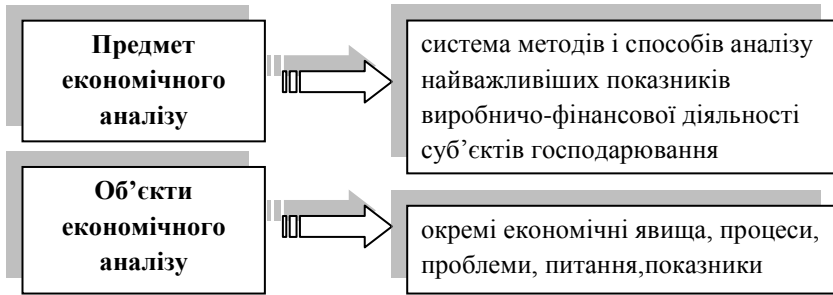 Предмет
економічного
аналізу
система методів і способів аналізу
найважливіших показників
виробничо-фінансової діяльності
суб’єктів господарювання
Об’єкти
економічного
аналізу
окремі економічні явища, процеси,
проблеми, питання,показники